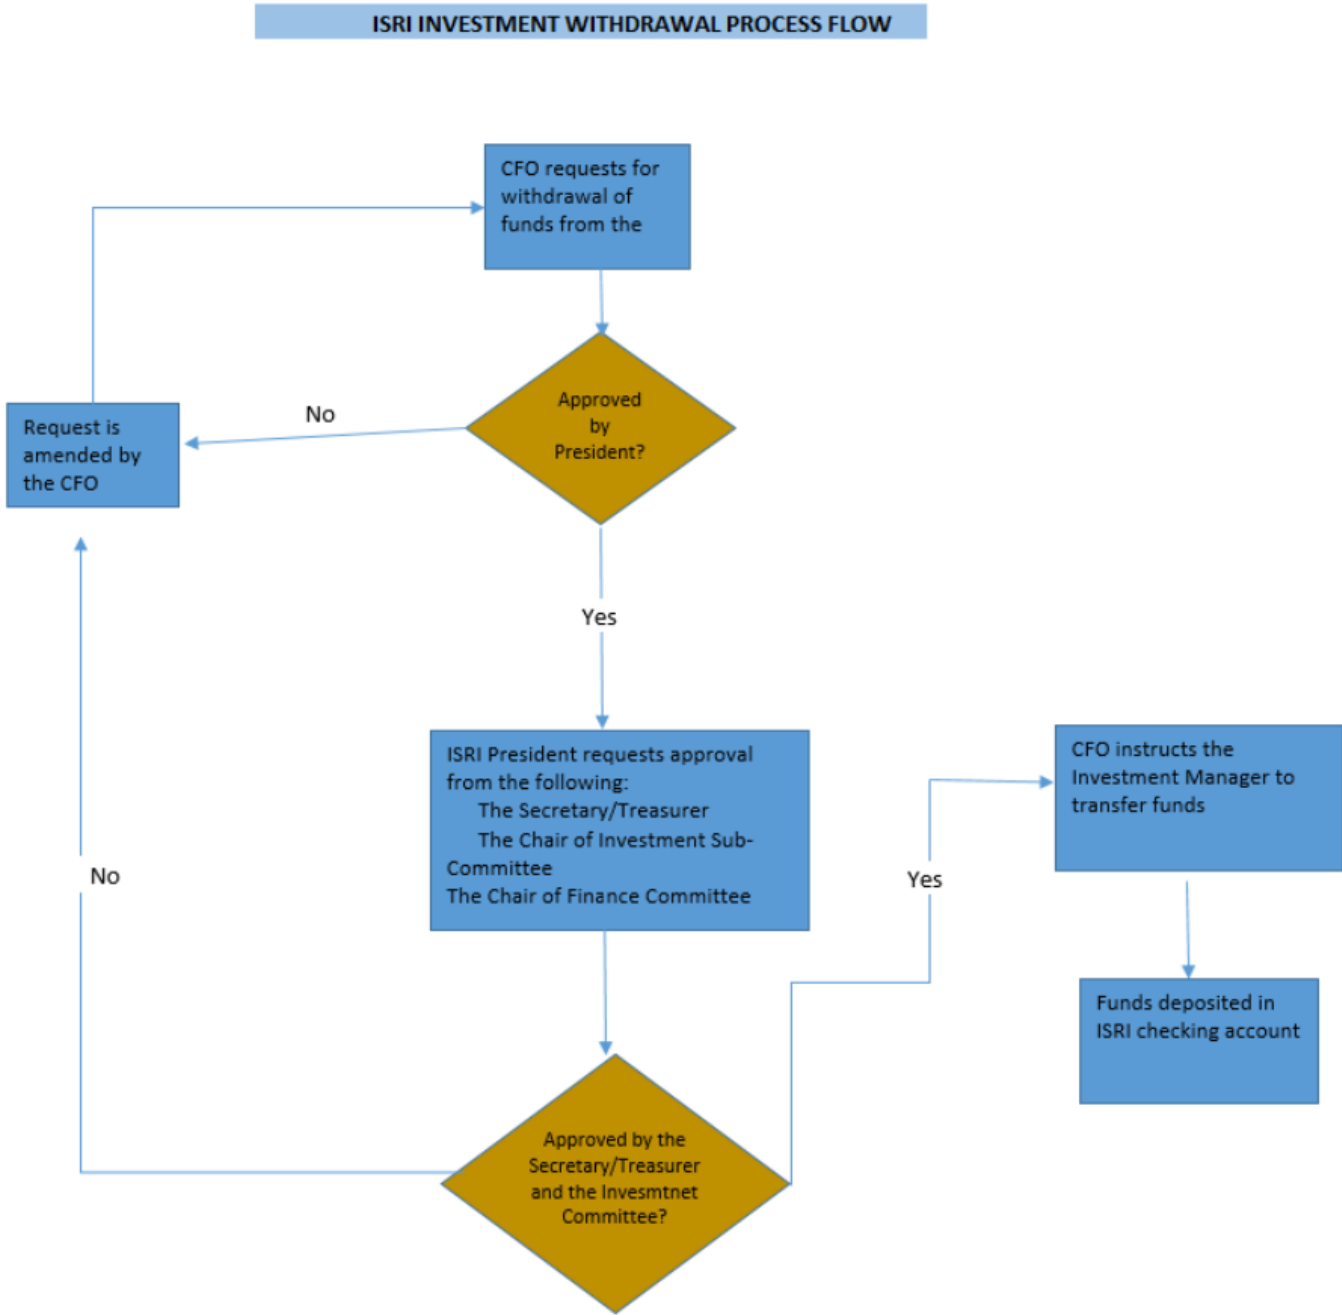 ISRI INVESTMENT WITHDRAWAL PROCESS FLOW
CFO requests for
withdrawal of
funds from the
Approved
by
President?
No
Request is
amended by
the CFO
Yes
ISRI President requests approval
from the following:
The Secretary/Treasurer
The Chair of Investment Sub-
Committee
The Chair of Finance Committee
CFO instructs the
Investment Manager to
transfer funds
No
Yes
Funds deposited in
ISRI checking account
Approved by the
Secretary/Treasurer
and the Invesmtnet
Committee?